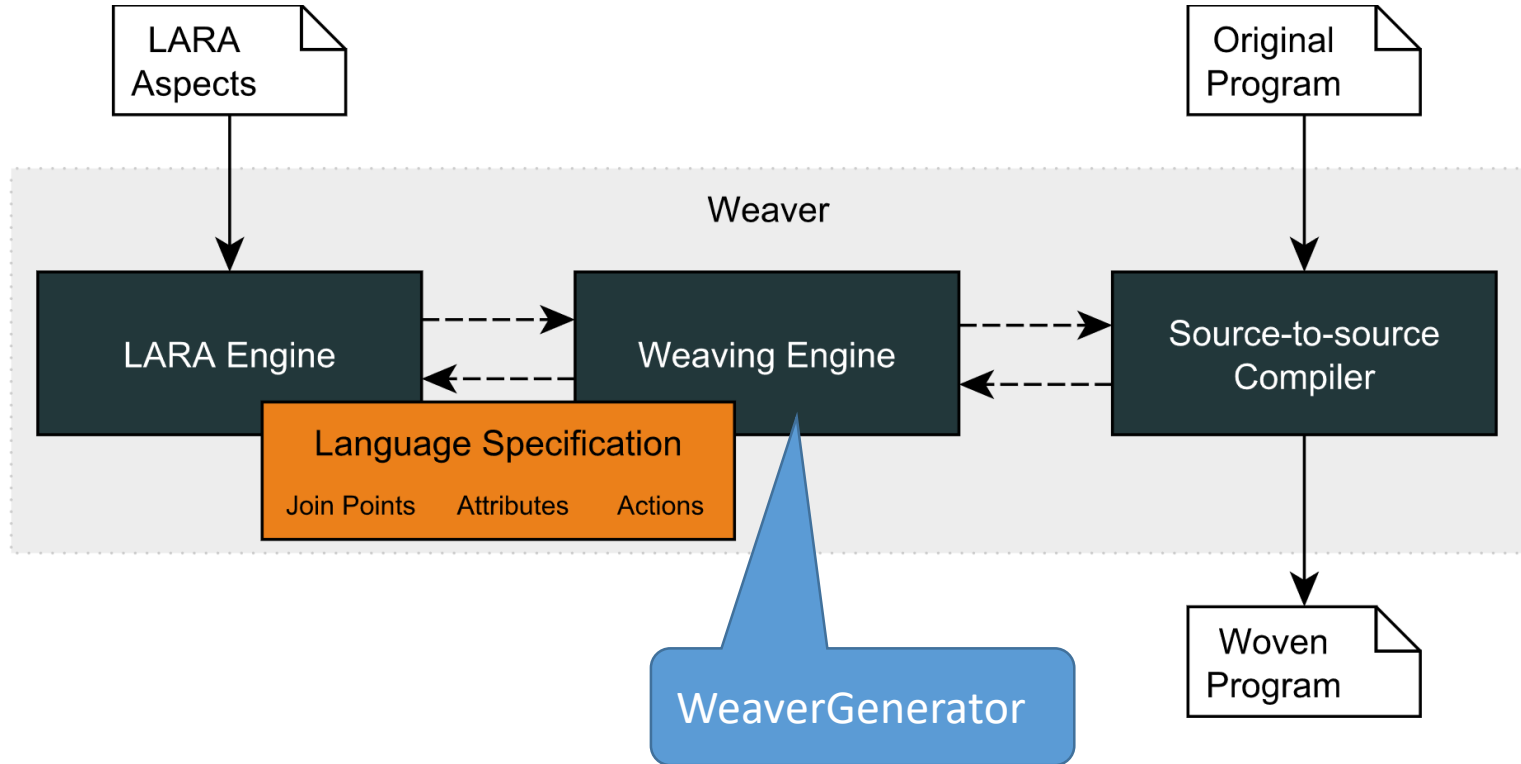 LARA
Aspects
Original
Program
Weaver
LARA Engine
Weaving Engine
Source-to-source
Compiler
Language Specification
Join Points Attributes Actions
WeaverGenerator
Woven
Program